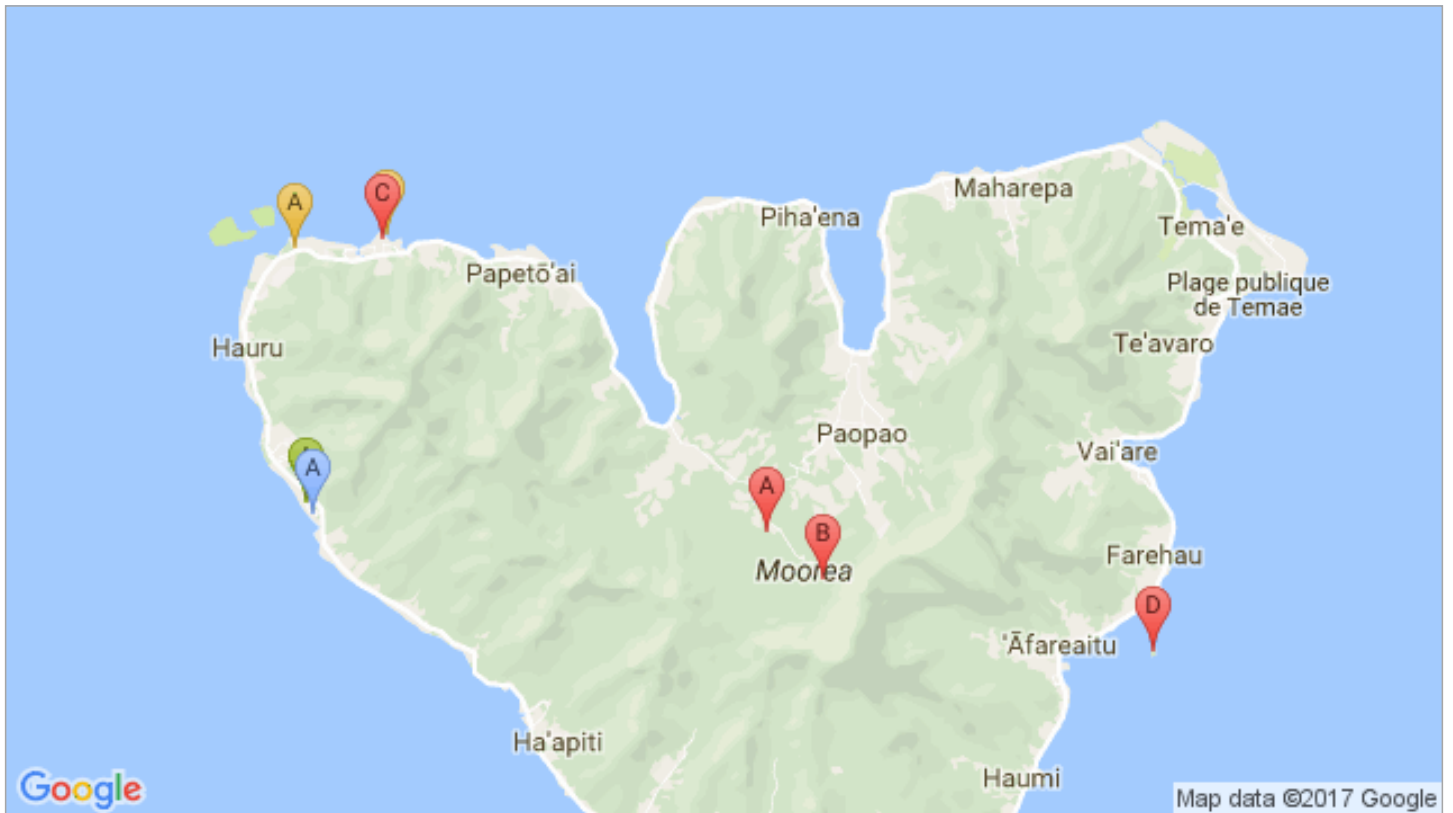 Maharepa
A
C
Piha'ena
Tema'e
Papetō'ai
Plage publique
de Temae
Hauru
Te'avaro
Paopao
Vai'are
A
A
B
Farehau
Moorea
D
'Āfareaitu
Ha'apiti
Haumi
Google
Map data ©2017 Google